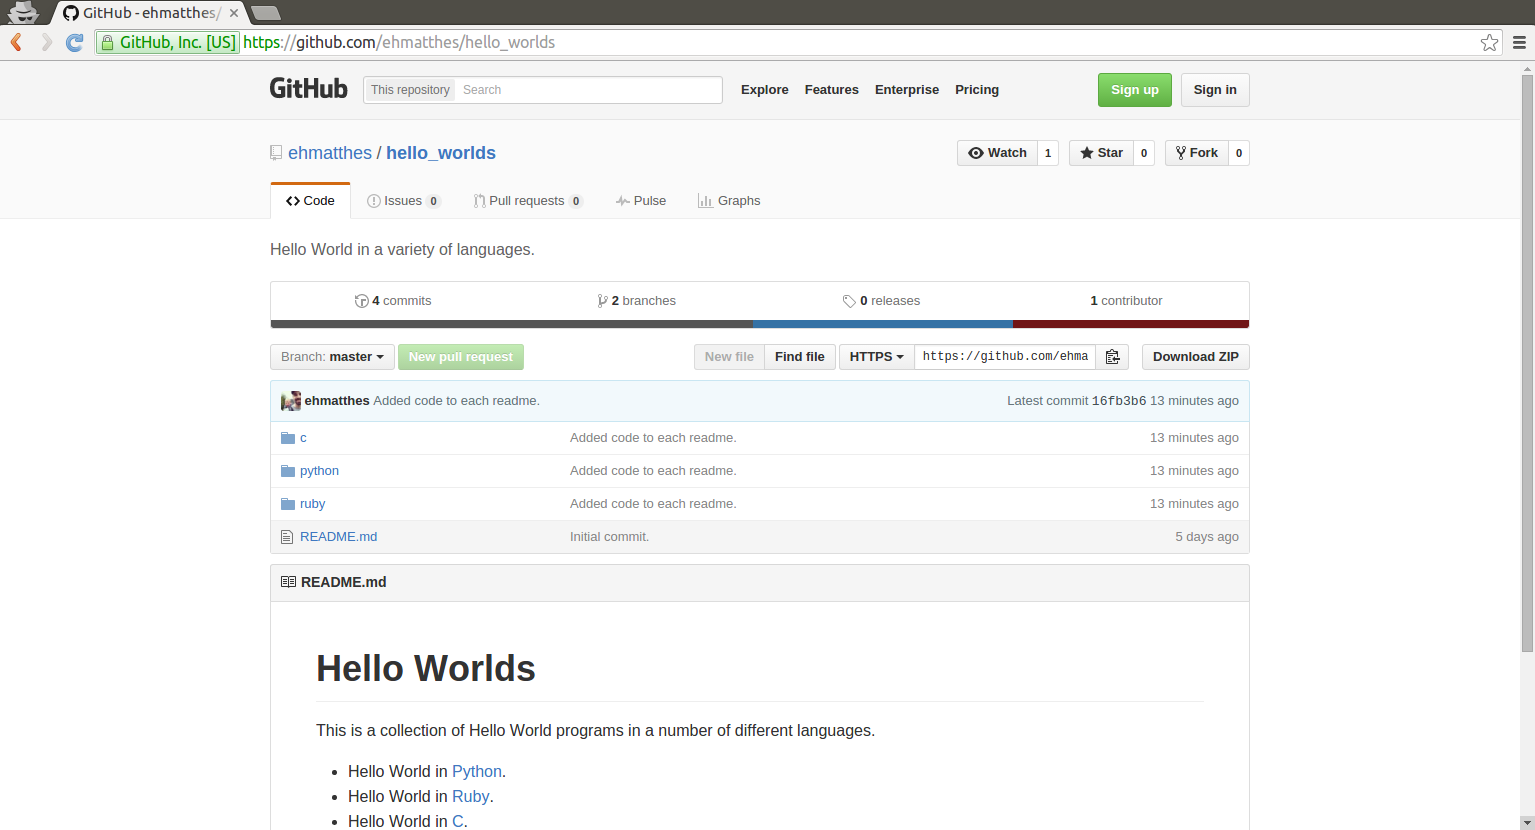 GitHub - ehmatthes/
GitHub, Inc. [US] https://github.com/ehmatthes/hello_worlds
GitHub This repository Search Explore Features Enterprise Pricing Sign up Sign in
ehmatthes / hello_worlds Watch 1 Star 0 Fork 0
Code Issues 0 Pull requests 0 Pulse Graphs
Hello World in a variety of languages.
4 commits 2 branches 0 releases 1 contributor
Branch: master New pull request New file Find file HTTPS https://github.com/ehma Download ZIP
ehmatthes Added code to each readme. Latest commit 16fb3b6 13 minutes ago
c Added code to each readme. 13 minutes ago
python Added code to each readme. 13 minutes ago
ruby Added code to each readme. 13 minutes ago
README.md Initial commit. 5 days ago
README.md
Hello Worlds
This is a collection of Hello World programs in a number of different languages.
• Hello World in Python.
• Hello World in Ruby.
• Hello World in C.